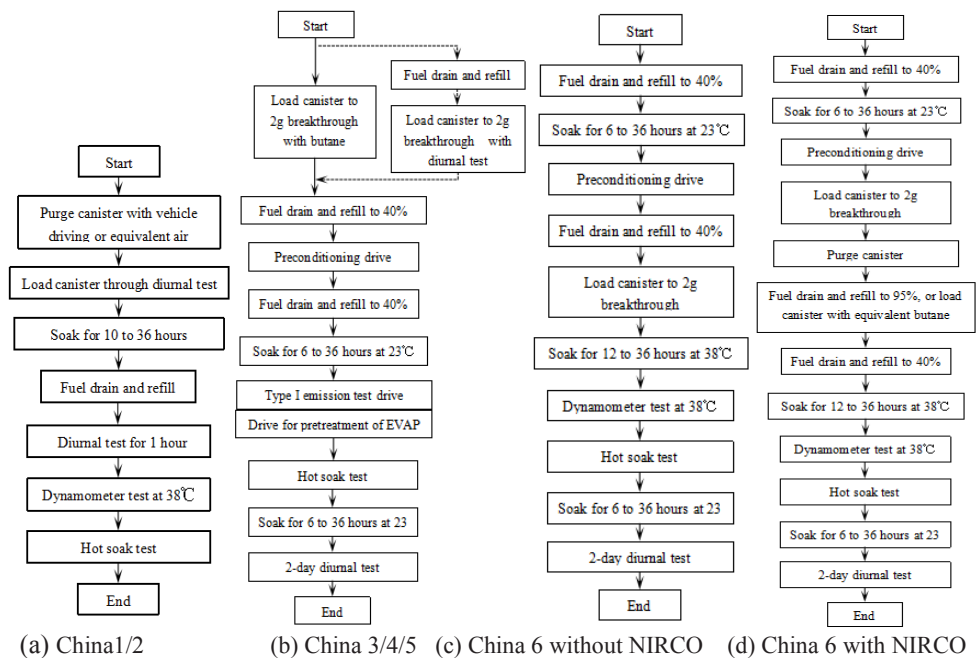 Start
Purge canister with vehicle
driving or equivalent air
Load canister through diurnal test
Soak for 10 to 36 hours
Fuel drain and refill
Diurnal test for 1 hour
Dynamometer test at 38℃
Hot soak test
End
(a) China1/2
Start
Load canister to
2g breakthrough
with butane
Fuel drain and refill
Load canister to 2g
breakthrough with
diurnal test
Fuel drain and refill to 40%
Preconditioning drive
Fuel drain and refill to 40%
Soak for 6 to 36 hours at 23℃
Type I emission test drive
Drive for pretreatment of EVAP
Hot soak test
Soak for 6 to 36 hours at 23
2-day diurnal test
End
(b) China 3/4/5
Start
Fuel drain and refill to 40%
Soak for 6 to 36 hours at 23℃
Preconditioning drive
Fuel drain and refill to 40%
Load canister to 2g
breakthrough
Soak for 12 to 36 hours at 38℃
Dynamometer test at 38℃
Hot soak test
Soak for 6 to 36 hours at 23
2-day diurnal test
End
(c) China 6 without NIRCO
Start
Fuel drain and refill to 40%
Soak for 6 to 36 hours at 23℃
Preconditioning drive
Load canister to 2g
breakthrough
Purge canister
Fuel drain and refill to 95%, or load
canister with equivalent butane
Fuel drain and refill to 40%
Soak for 12 to 36 hours at 38℃
Dynamometer test at 38℃
Hot soak test
Soak for 6 to 36 hours at 23
2-day diurnal test
End
(d) China 6 with NIRCO